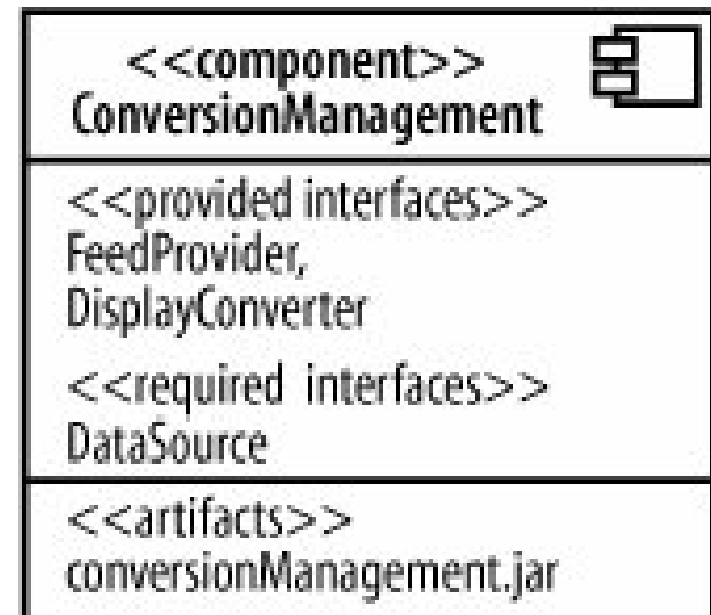 <<component>>
ConversionManagement
<<provided interfaces>>
FeedProvider,
DisplayConverter
<<required interfaces>>
DataSource
<<artifacts>>
conversionManagement.jar